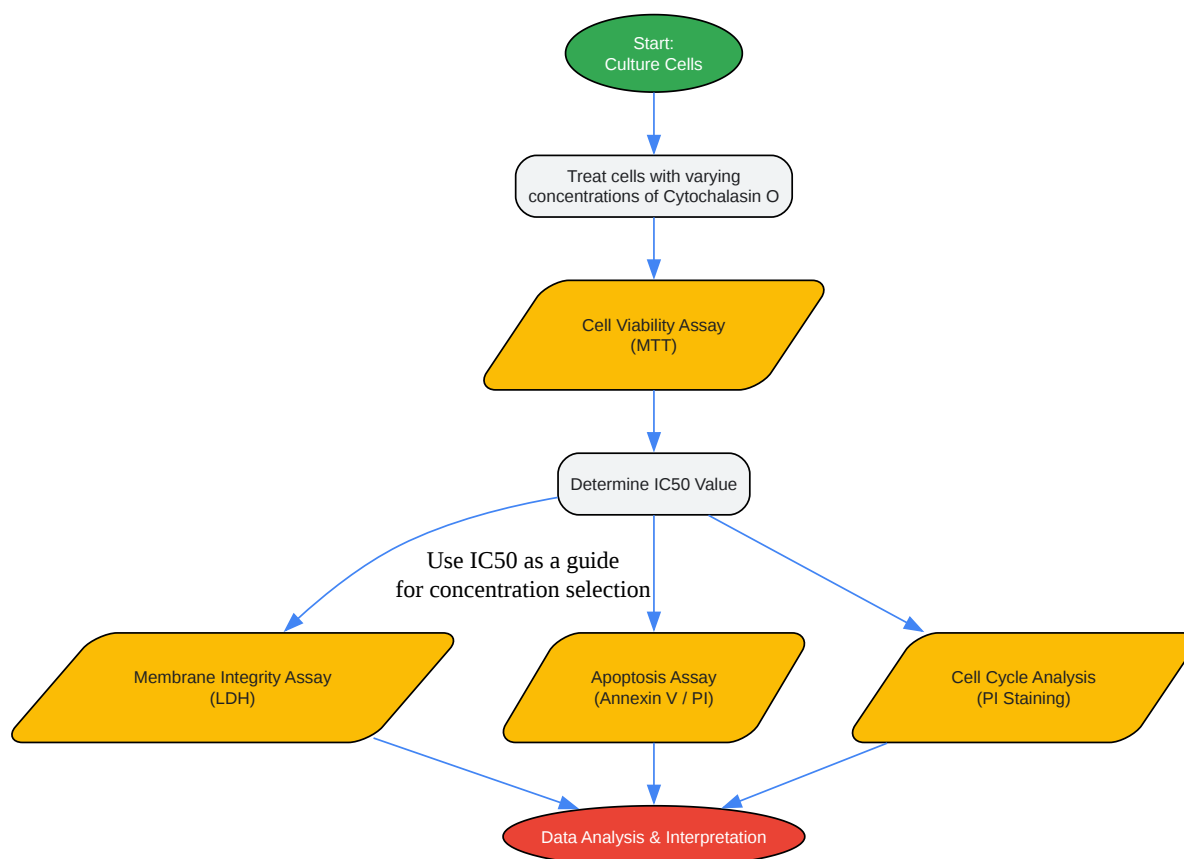 Start:
Culture Cells
Treat cells with varying
concentrations of Cytochalasin O
Cell Viability Assay
(MTT)
Determine IC50 Value
Use IC50 as a guide
for concentration selection
Membrane Integrity Assay
(LDH)
Apoptosis Assay
(Annexin V / PI)
Cell Cycle Analysis
(PI Staining)
Data Analysis & Interpretation